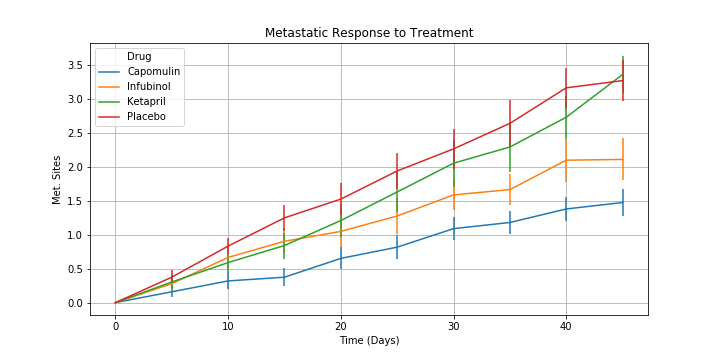 Metastatic Response to Treatment
Drug
Capomulin
Infubinol
Ketapril
Placebo
Met. Sites
3.5
3.0
2.5
2.0
1.5
1.0
0.5
0.0
0
10
20
30
40
Time (Days)